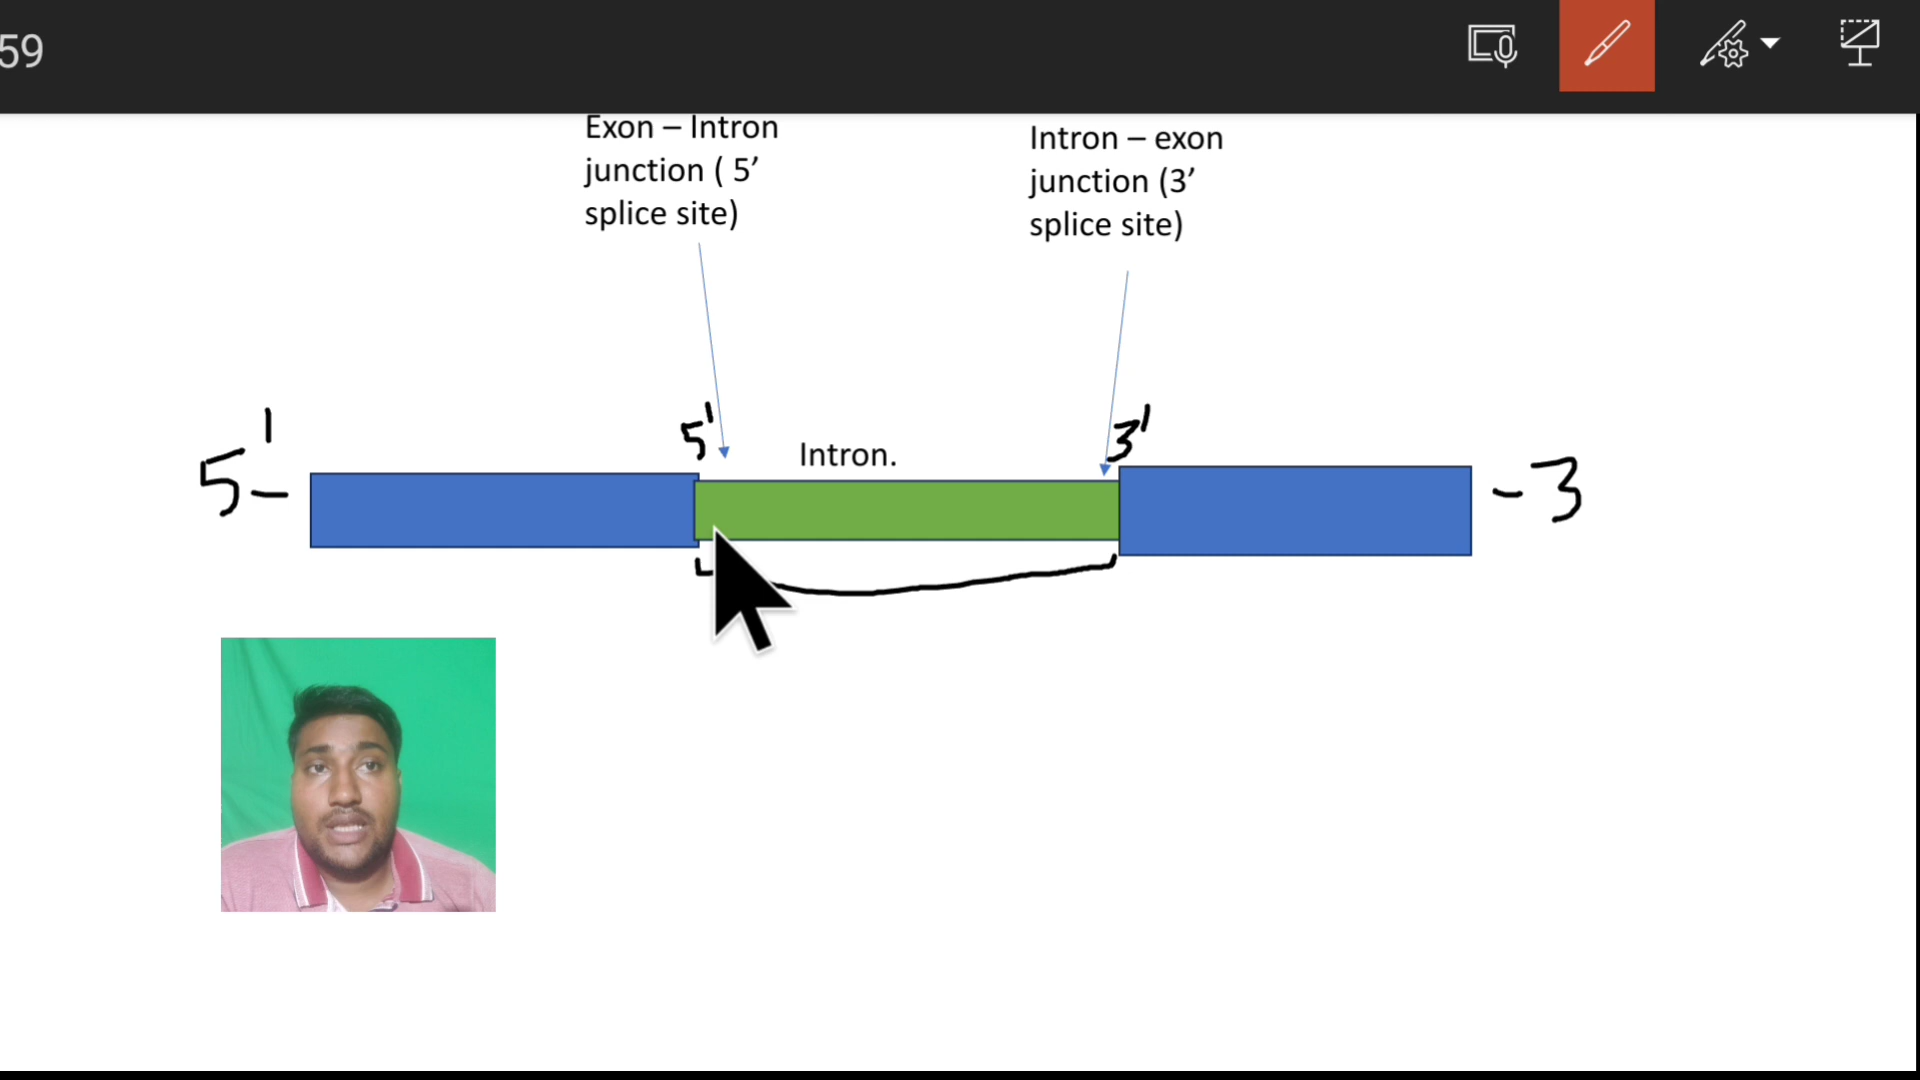 59
Exon – Intron
junction ( 5’
splice site)
Intron – exon
junction (3’
splice site)
5'
3'
Intron.
5'-
-3